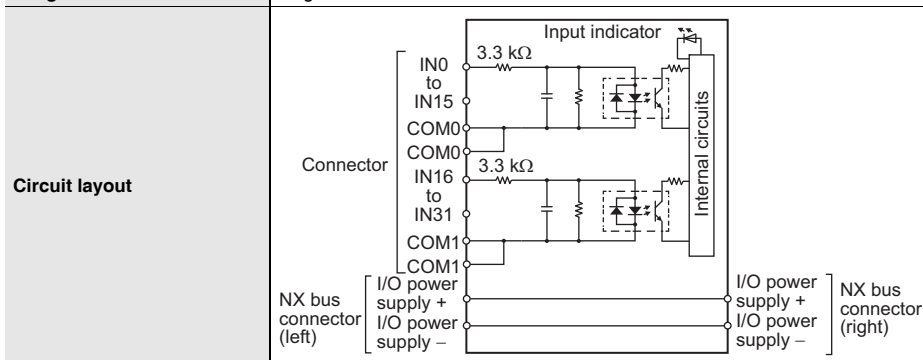 Circuit layout
Input indicator
3.3 kΩ
IN0
to
IN15
COM0
COM0
Connector
3.3 kΩ
IN16
to
IN31
COM1
COM1
Internal circuits
NX bus
connector
(left)
I/O power
supply +
I/O power
supply –
I/O power
supply +
I/O power
supply –
NX bus
connector
(right)